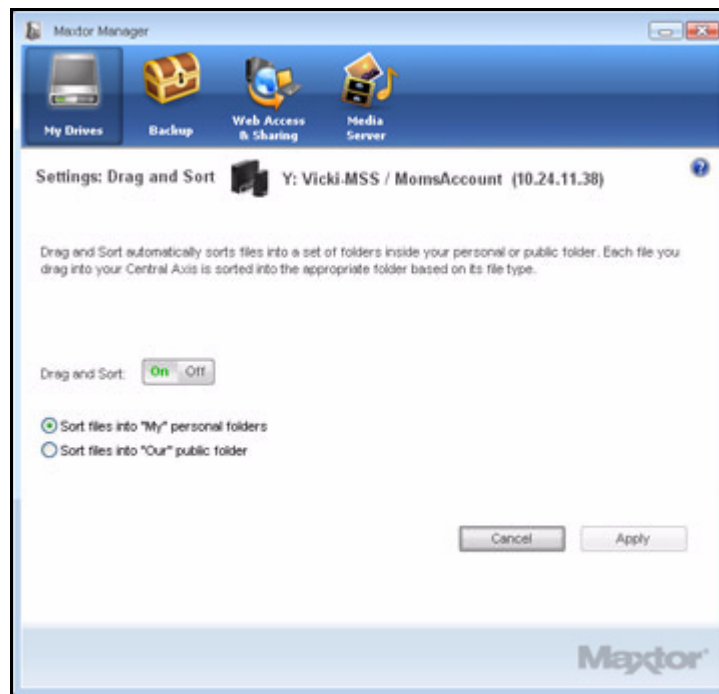 Maxtor Manager
My Drives
Backup
Web Access
& Sharing
Media
Server
Settings: Drag and Sort
Y: Vicki-MSS / MomsAccount (10.24.11.38)
?
Drag and Sort automatically sorts files into a set of folders inside your personal or public folder. Each file you
drag into your Central Axis is sorted into the appropriate folder based on its file type.
Drag and Sort:
On
Off
Sort files into "My" personal folders
Sort files into "Our" public folder
Cancel
Apply
Maxtor